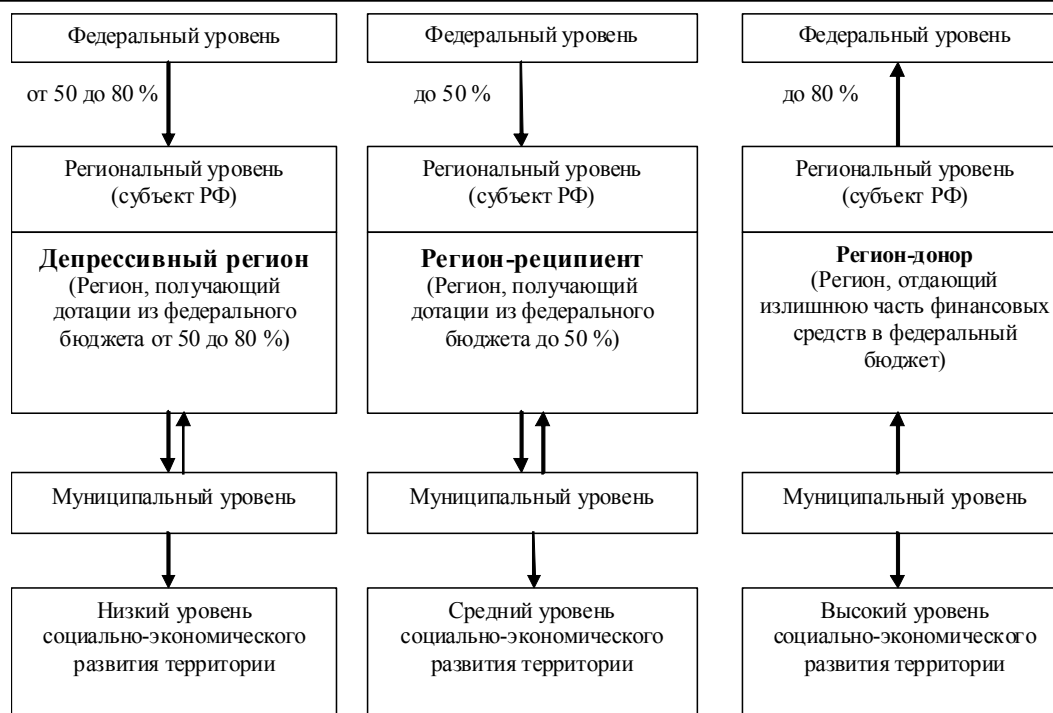 Федеральный уровень
от 50 до 80 %
Региональный уровень
(субъект РФ)
Депрессивный регион
(Регион, получающий
дотации из федерального
бюджета от 50 до 80 %)
Муниципальный уровень
Низкий уровень
социально-экономического
развития территории
Федеральный уровень
до 50 %
Региональный уровень
(субъект РФ)
Регион-реципиент
(Регион, получающий
дотации из федерального
бюджета до 50 %)
Муниципальный уровень
Средний уровень
социально-экономического
развития территории
Федеральный уровень
до 80 %
Региональный уровень
(субъект РФ)
Регион-донор
(Регион, отдающий
излишнюю часть финансовых
средств в федеральный
бюджет)
Муниципальный уровень
Высокий уровень
социально-экономического
развития территории